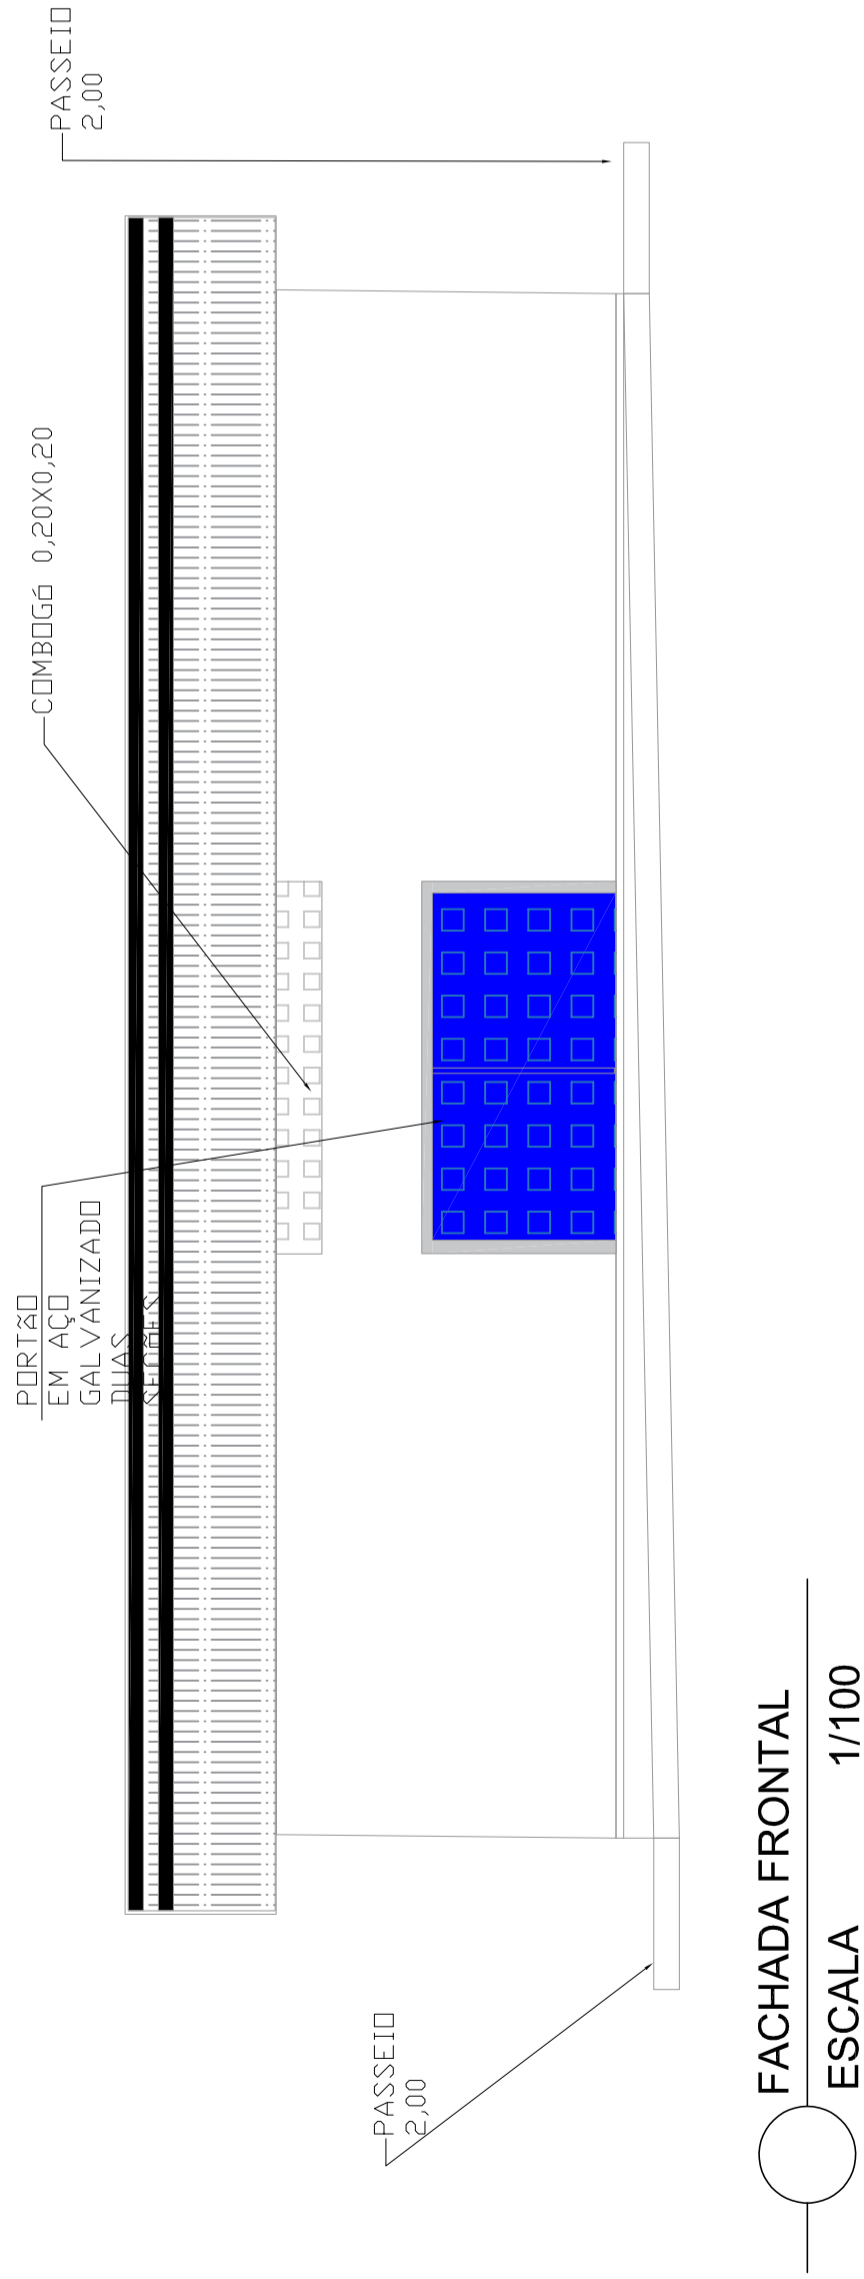 PASSEIO
2,00
COMBOGó 0,20X0,20
PORTÃO
EM AÇO
GALVANIZADO
DUAS
SEÇÕES
PASSEIO
2,00
FACHADA FRONTAL
ESCALA 1/100